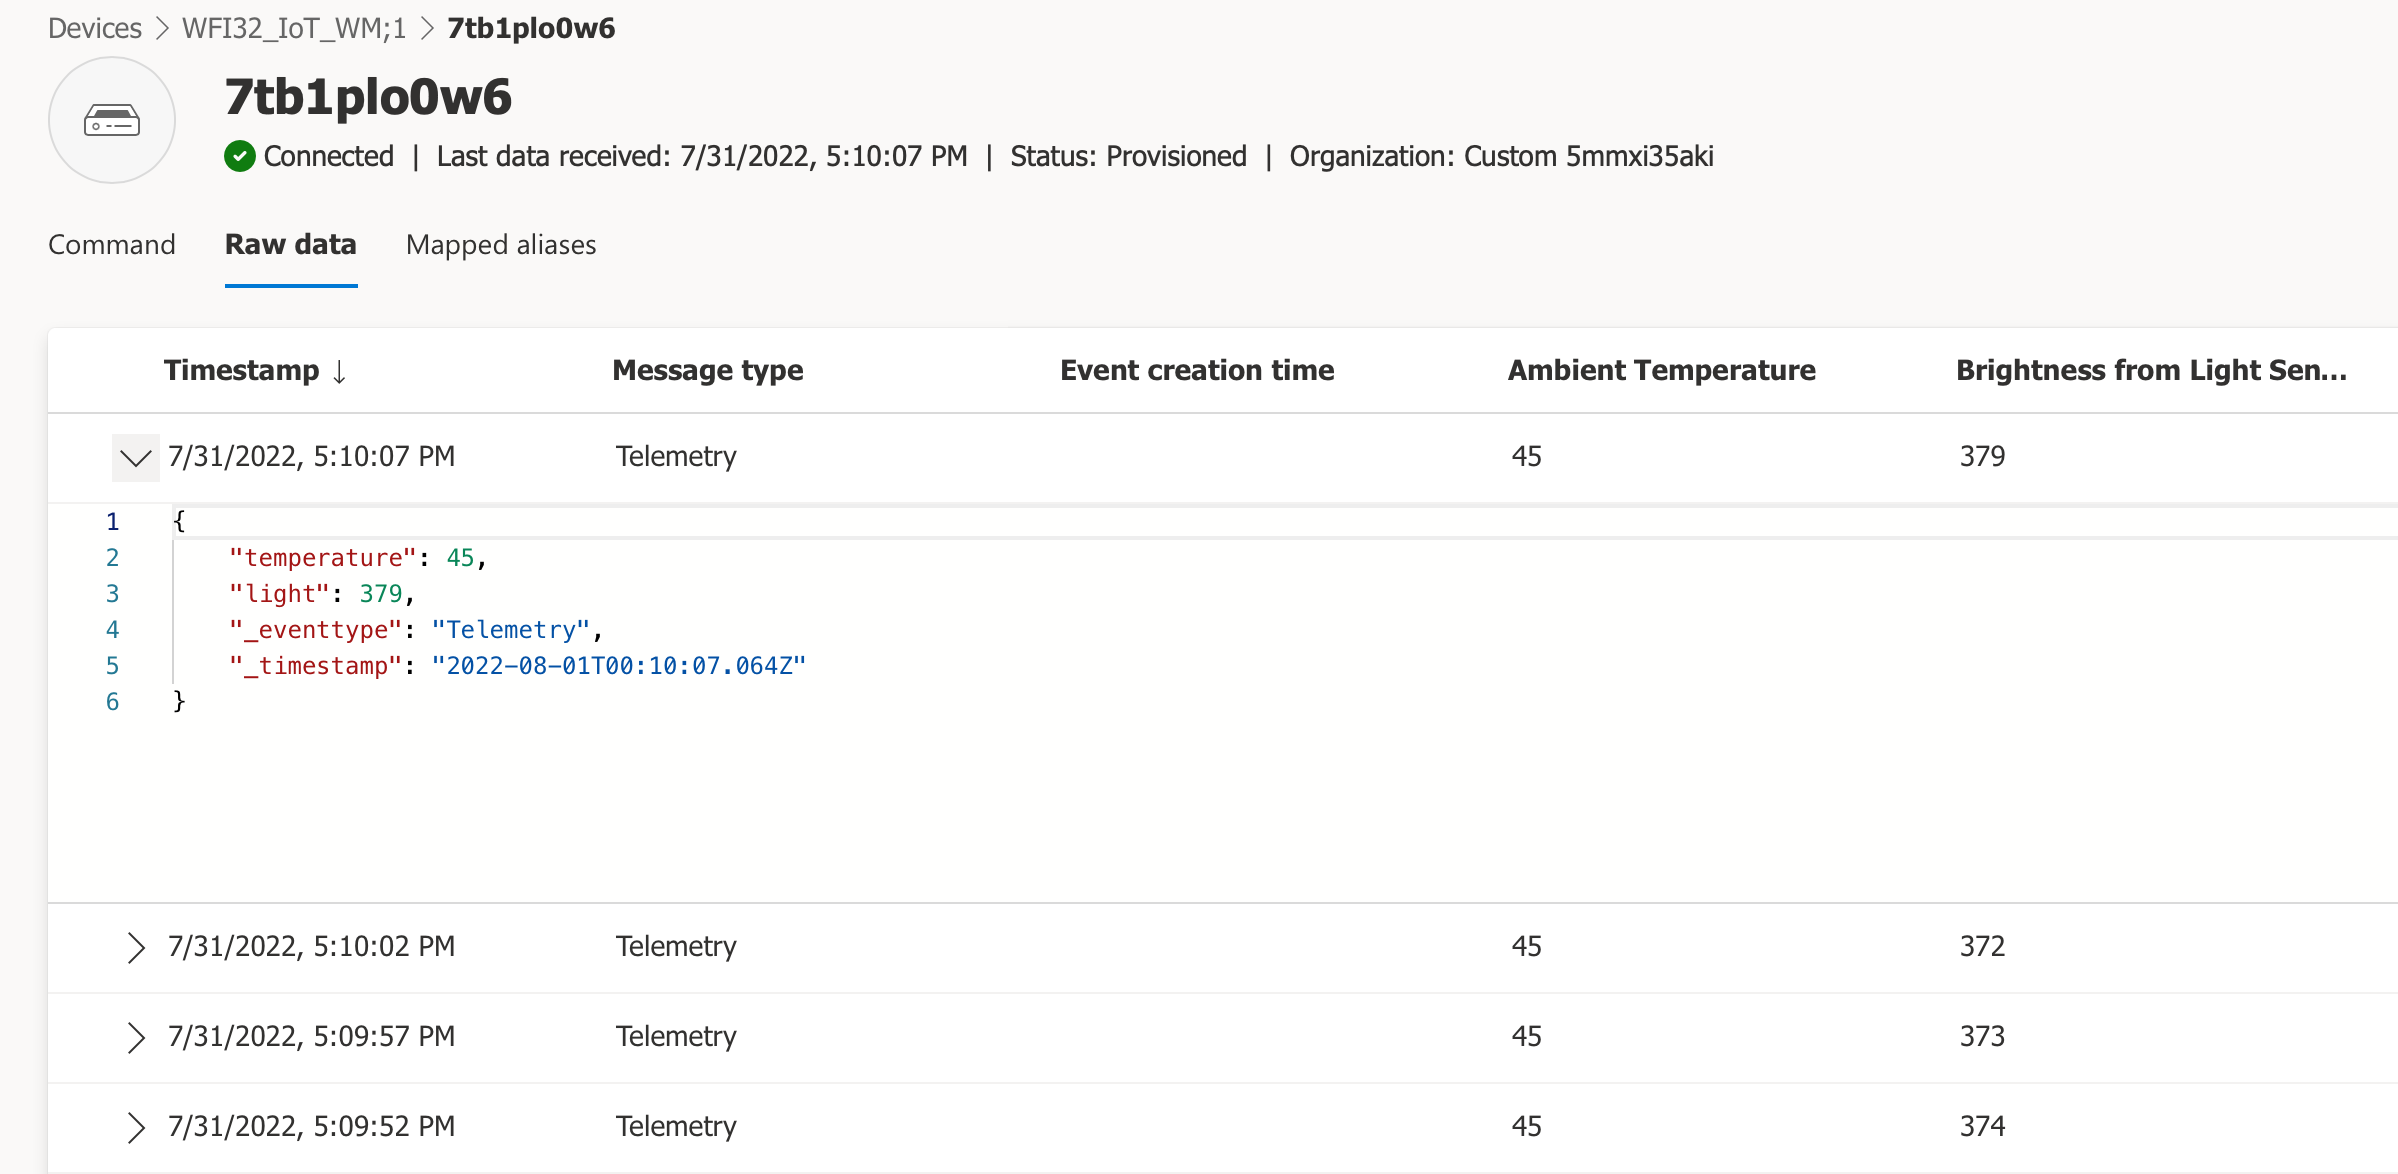 Devices > WFI32_IoT_WM;1 > 7tb1plo0w6
7tb1plo0w6
Connected | Last data received: 7/31/2022, 5:10:07 PM | Status: Provisioned | Organization: Custom 5mmxi35aki
Command Raw data Mapped aliases
Timestamp ↓ Message type Event creation time Ambient Temperature Brightness from Light Sen...
7/31/2022, 5:10:07 PM Telemetry 45 379
1 {
2 "temperature": 45,
3 "light": 379,
4 "_eventtype": "Telemetry",
5 "_timestamp": "2022-08-01T00:10:07.064Z"
6 }
7/31/2022, 5:10:02 PM Telemetry 45 372
7/31/2022, 5:09:57 PM Telemetry 45 373
7/31/2022, 5:09:52 PM Telemetry 45 374